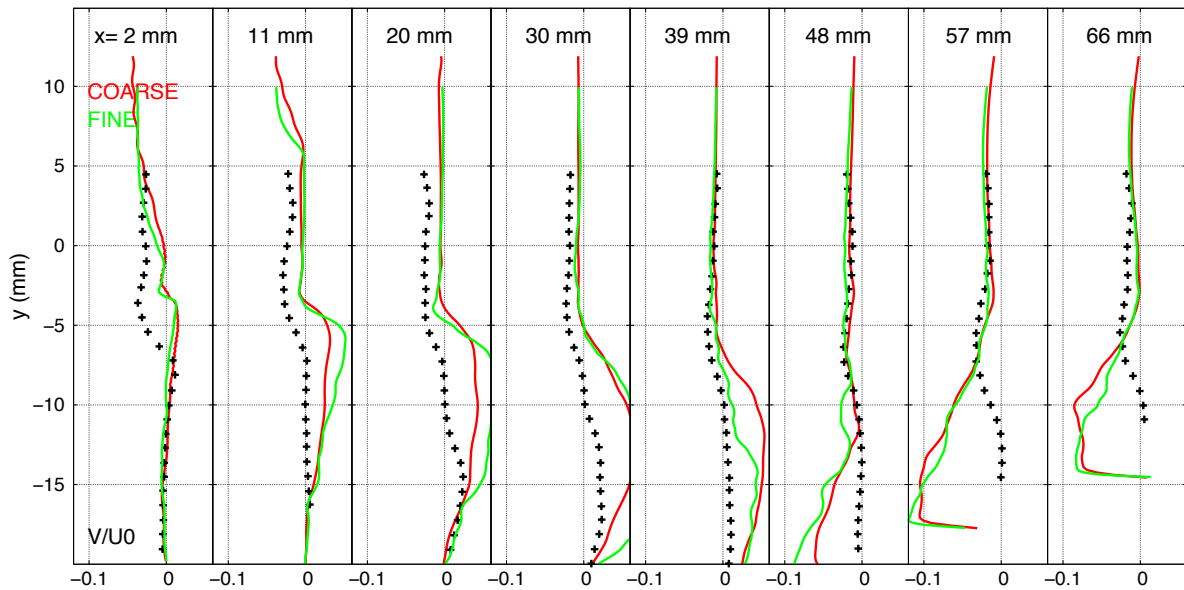 x= 2 mm 11 mm 20 mm 30 mm 39 mm 48 mm 57 mm 66 mm
10
COARSE
FINE
5
0
y (mm)
−5
−10
−15
V/U0
−0.1 0 −0.1 0 −0.1 0 −0.1 0 −0.1 0 −0.1 0 −0.1 0 −0.1 0